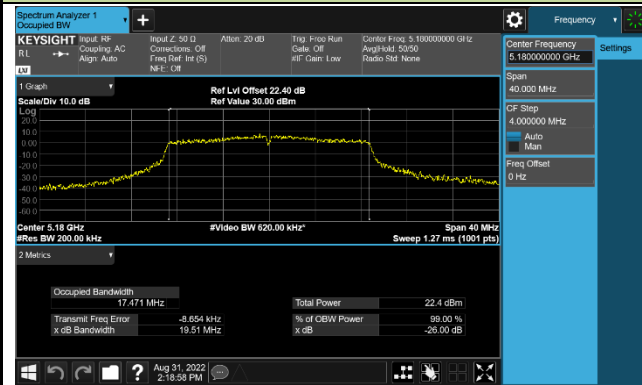 Spectrum Analyzer 1
Occupied BW
Frequency
KEYSIGHT
Input: RF
Input Z: 50 Ω
Atten: 20 dB
Trig: Free Run
Center Freq: 5.180000000 GHz
RL
Coupling: AC
Corrections: Off
Gate: Off
Avg|Hold: 50/50
Align: Auto
Freq Ref: Int (S)
#IF Gain: Low
Radio Std: None
NFE: Off
LXI
Center Frequency
5.180000000 GHz
Settings
Span
40.000 MHz
CF Step
4.000000 MHz
Auto
Man
Freq Offset
0 Hz
1 Graph
Ref Lvl Offset 22.40 dB
Scale/Div 10.0 dB
Ref Value 30.00 dBm
Log
20.0
10.0
0.00
-10.0
-20.0
-30.0
-40.0
-50.0
-60.0
Center 5.18 GHz
#Video BW 620.00 kHz*
Span 40 MHz
#Res BW 200.00 kHz
Sweep 1.27 ms (1001 pts)
2 Metrics
Occupied Bandwidth
17.471 MHz
Total Power
22.4 dBm
Transmit Freq Error
-8.654 kHz
% of OBW Power
99.00 %
x dB Bandwidth
19.51 MHz
x dB
-26.00 dB
?
Aug 31, 2022
2:18:58 PM